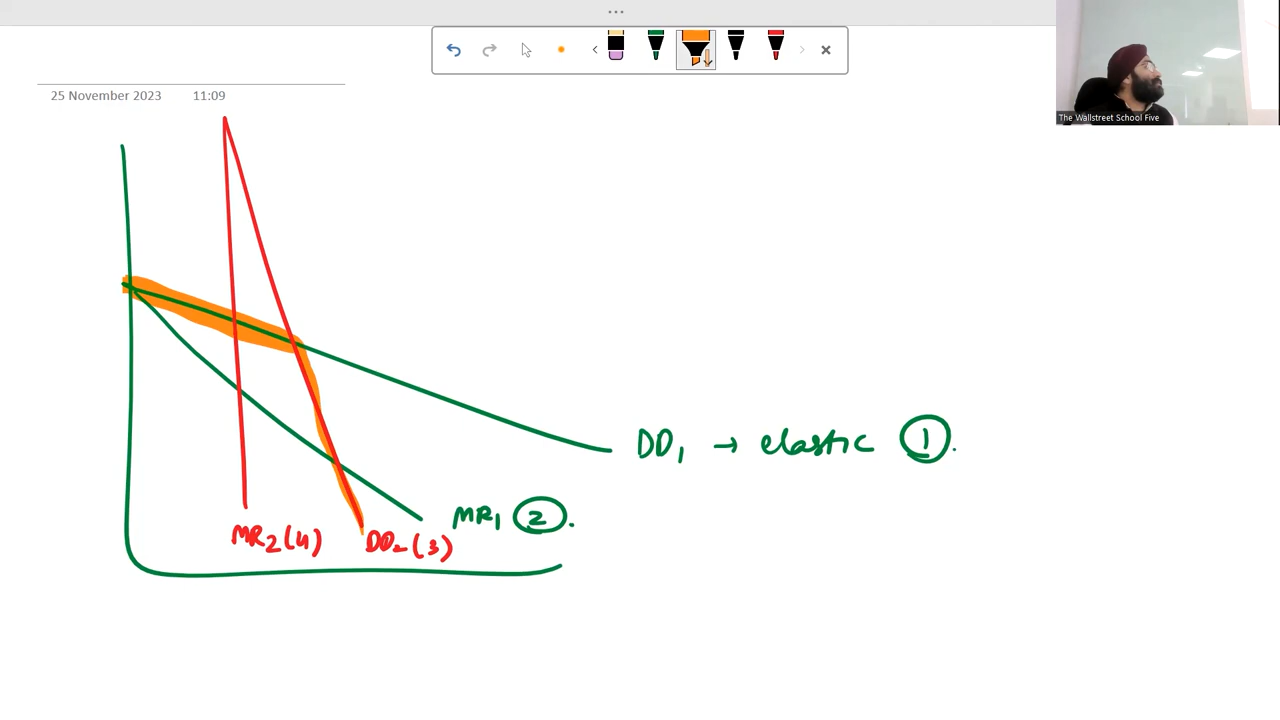 The Wallstreet School Five
25 November 2023 11:09
DD1 → elastic 1.
MR1 2.
MR2(4)
DD2(3)